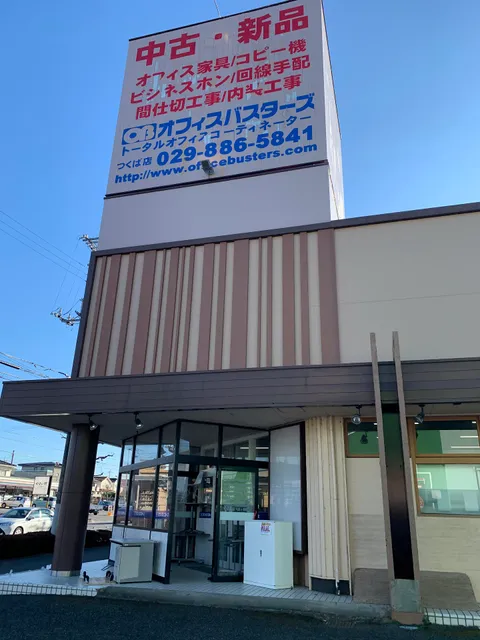 中古・新品
オフィス家具/コピー機
ビジネスホン/回線手配
間仕切工事/内装工事
OB オフィスバスターズ
トータルオフィスコーディネーター
つくば店 029-886-5841
http://www.officebusters.com